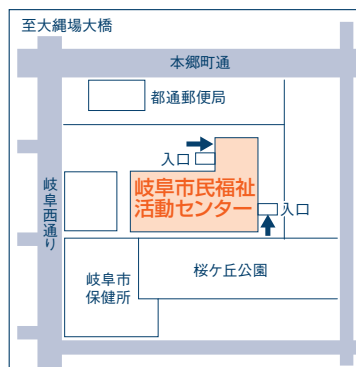 至大縄場大橋
本郷町通
都通郵便局
入口
岐阜市民福祉
活動センター
入口
岐阜西通り
桜ケ丘公園
岐阜市
保健所